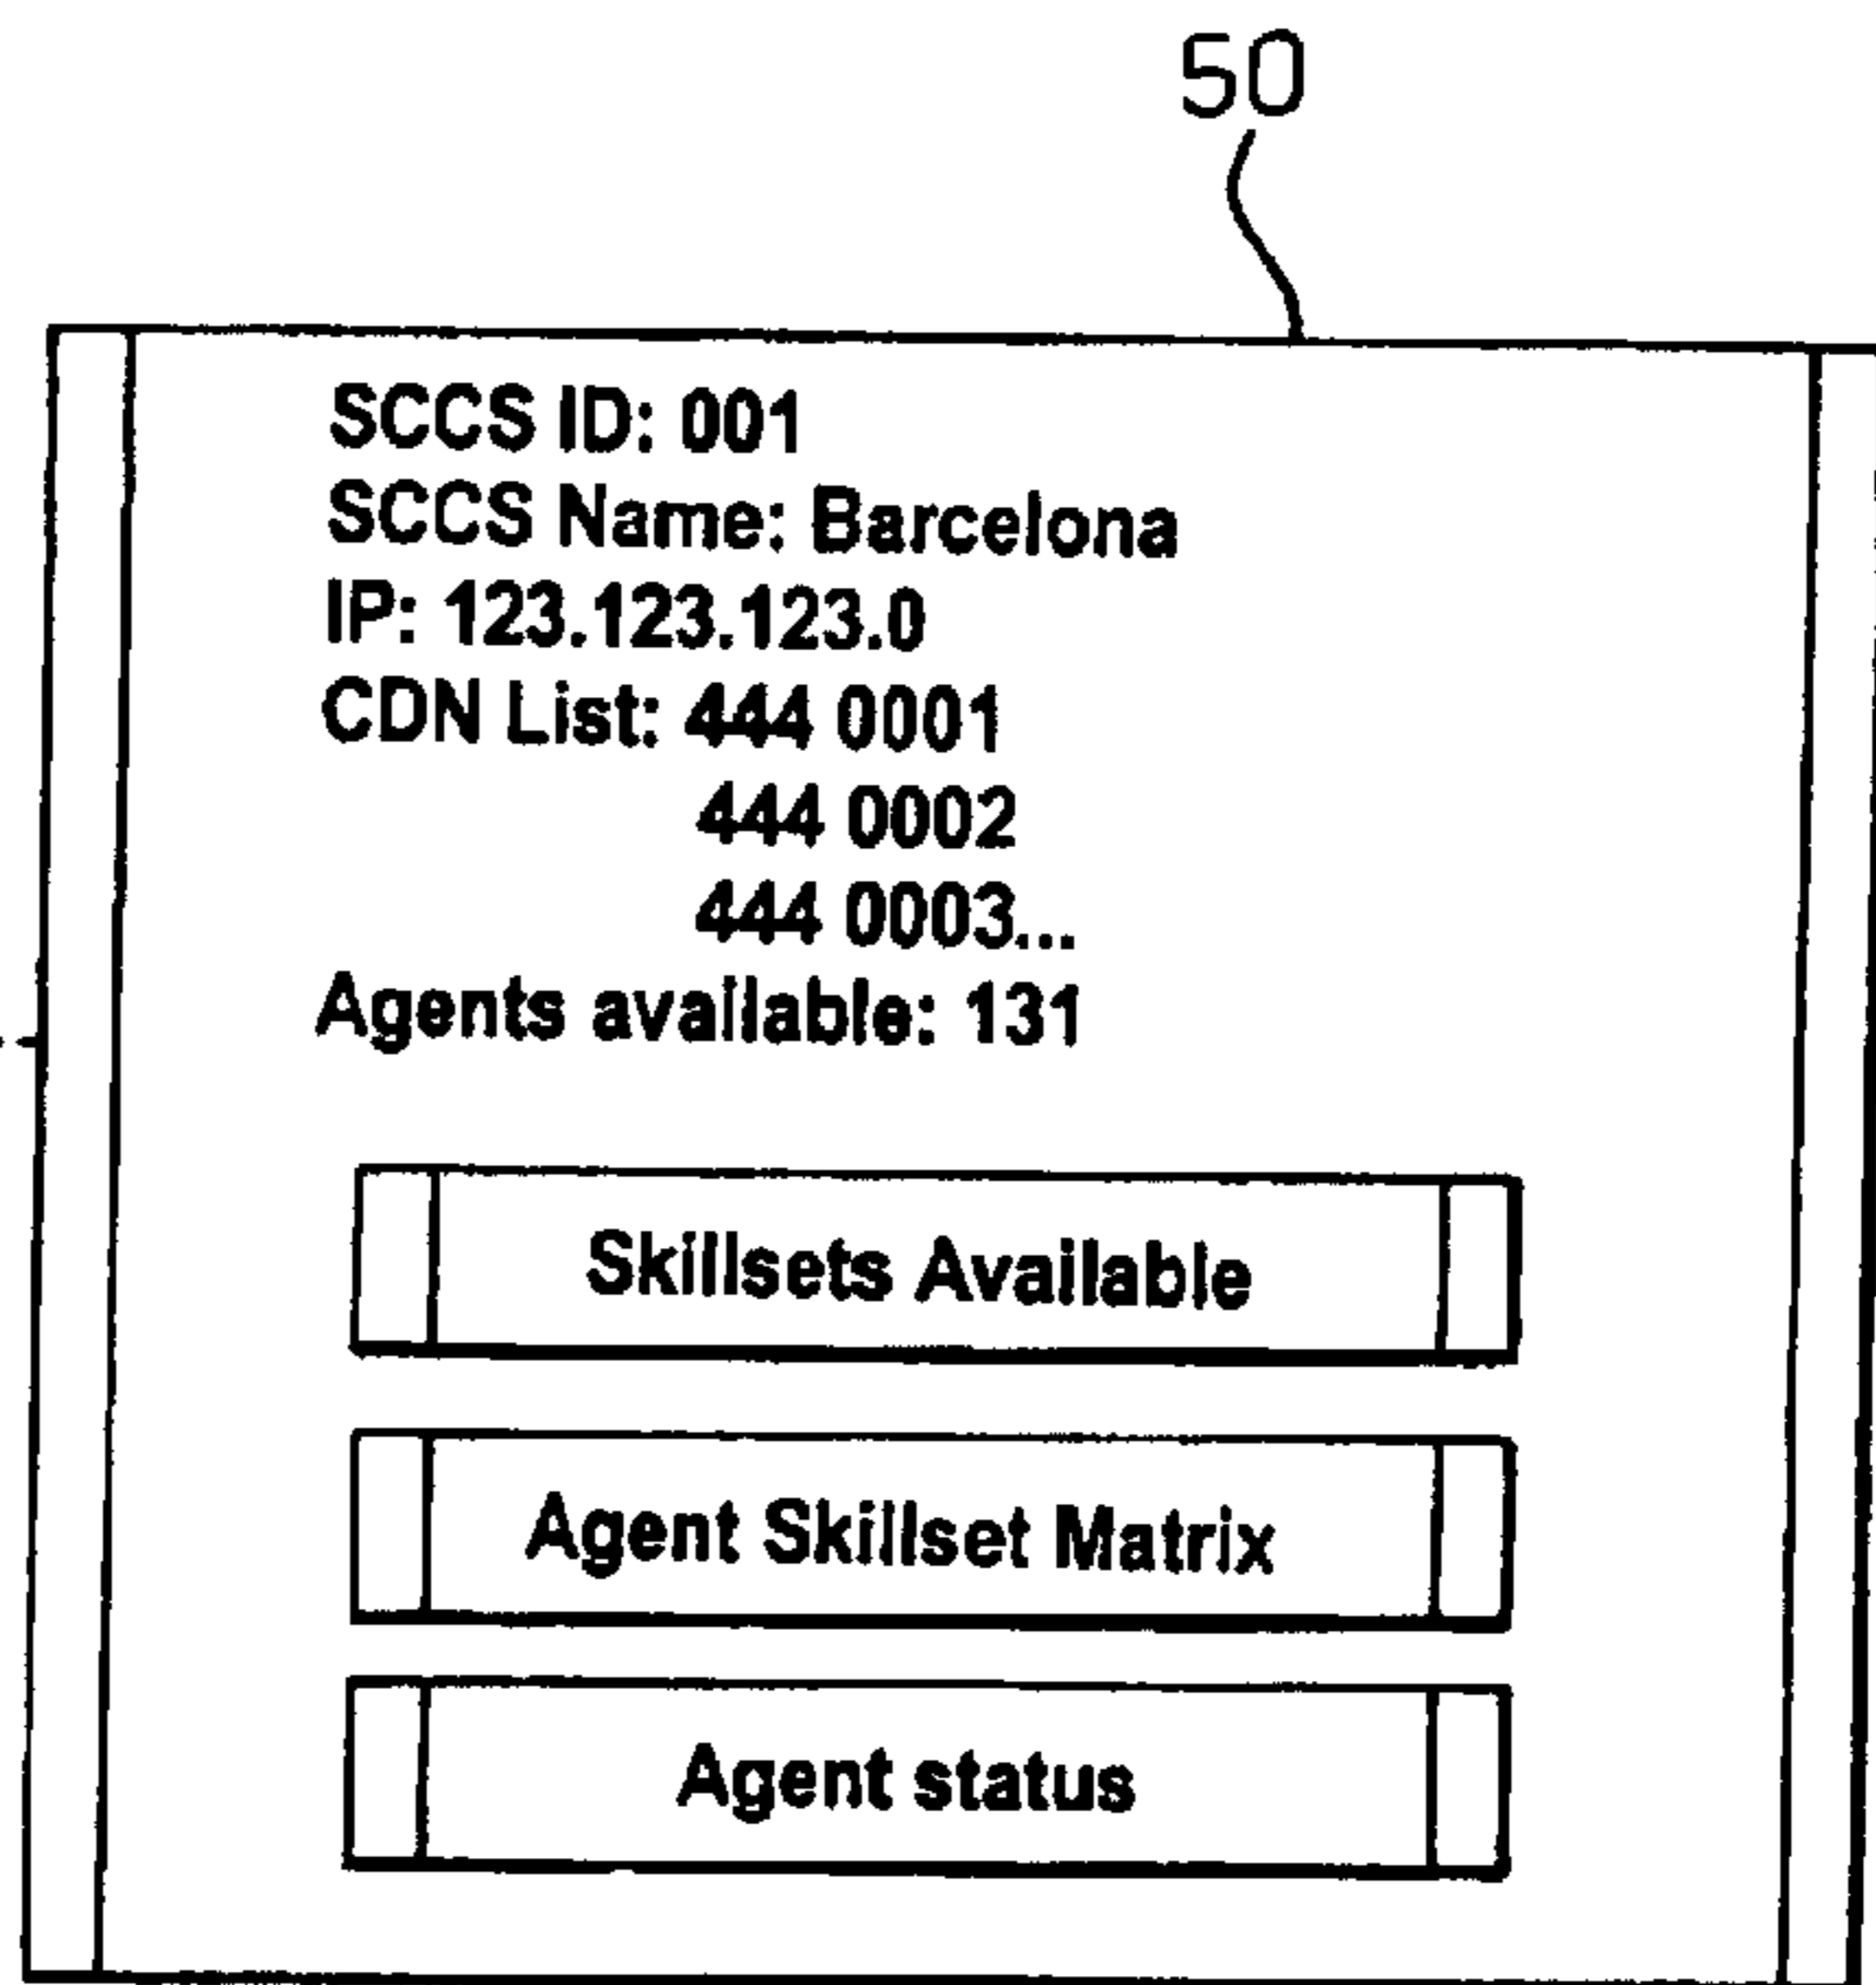 50
SCCS ID: 001
SCCS Name: Barcelona
IP: 123.123.123.0
CDN List: 444 0001
444 0002
444 0003...
Agents available: 131
Skillsets Available
Agent Skillset Matrix
Agent status